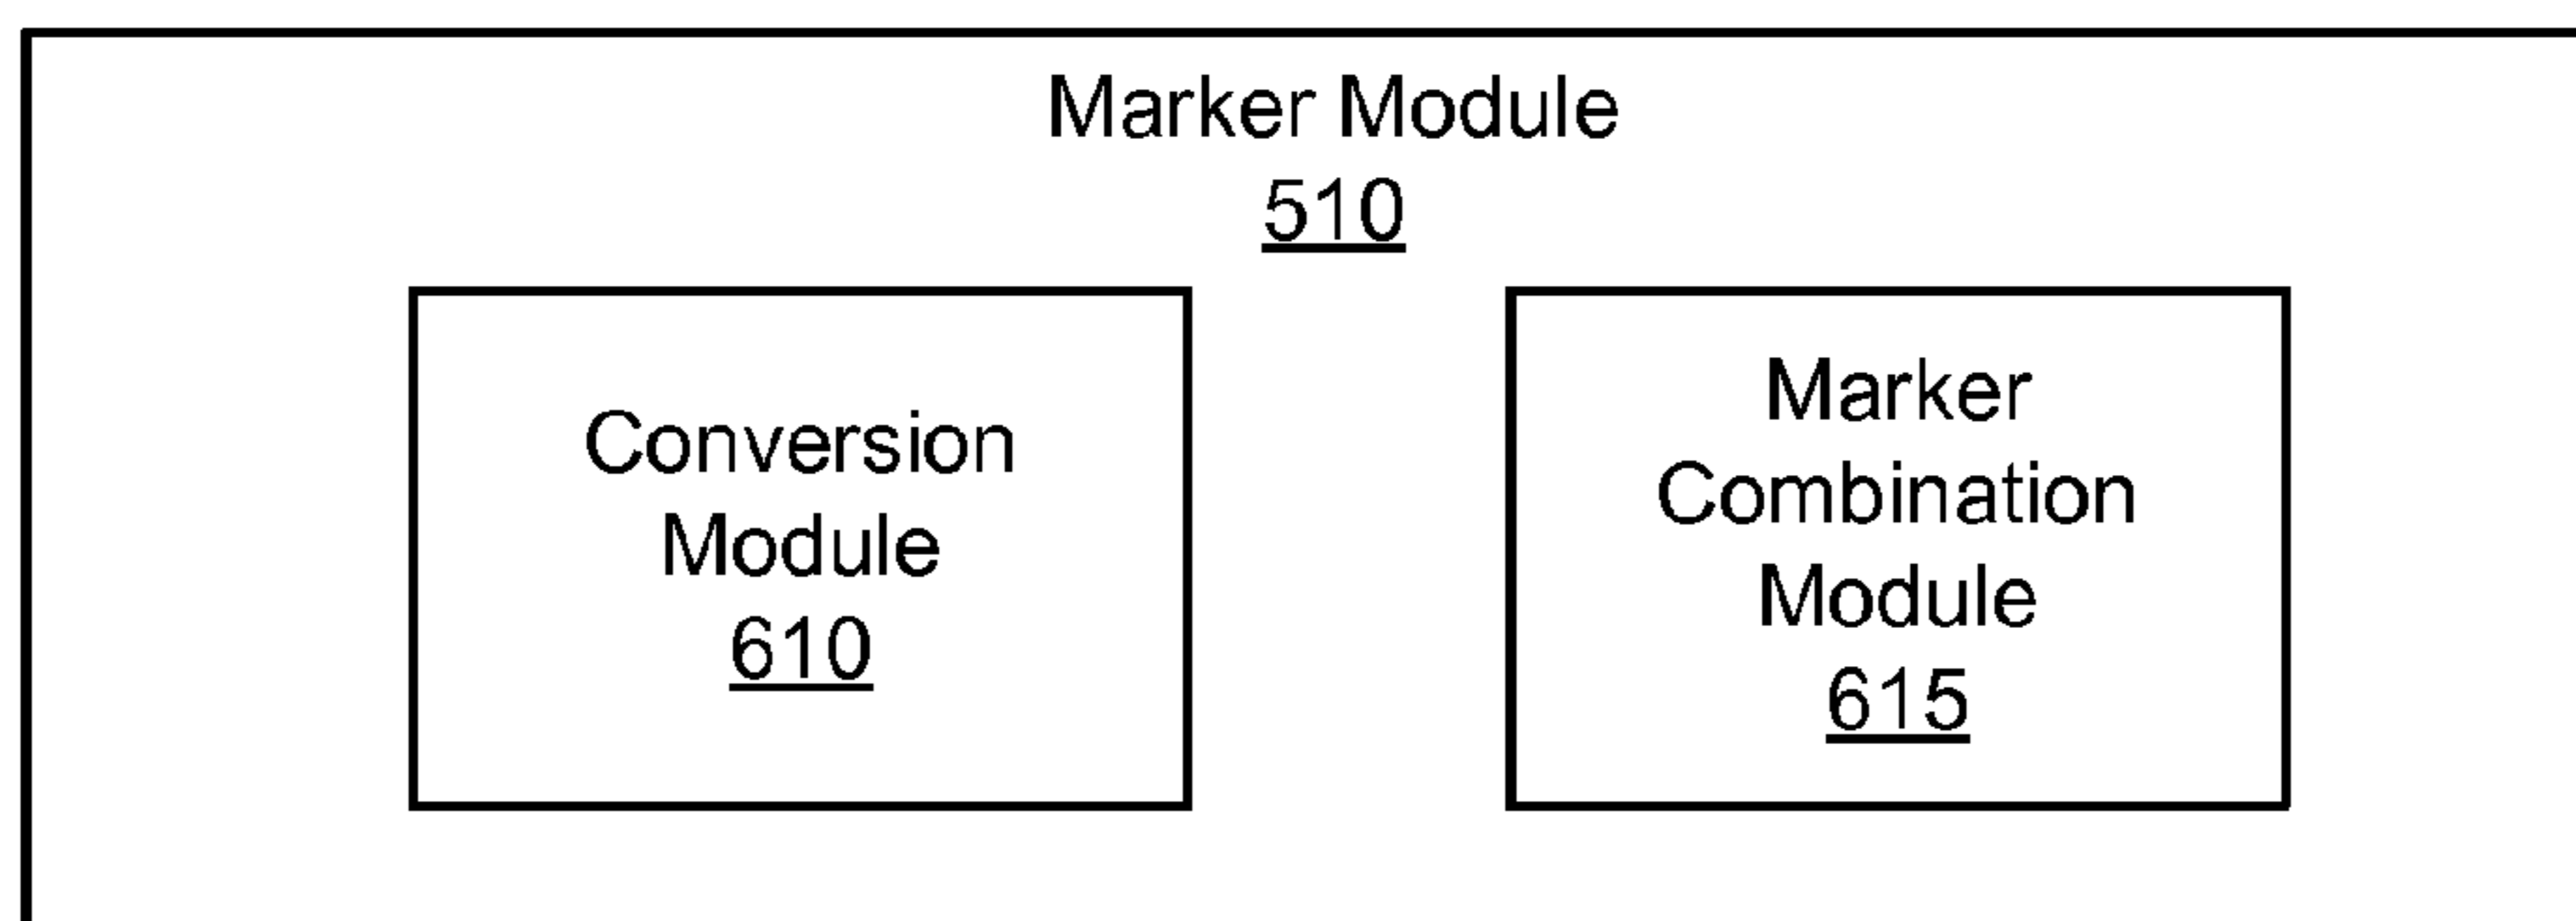 Marker Module
510
Conversion
Module
610
Marker
Combination
Module
615